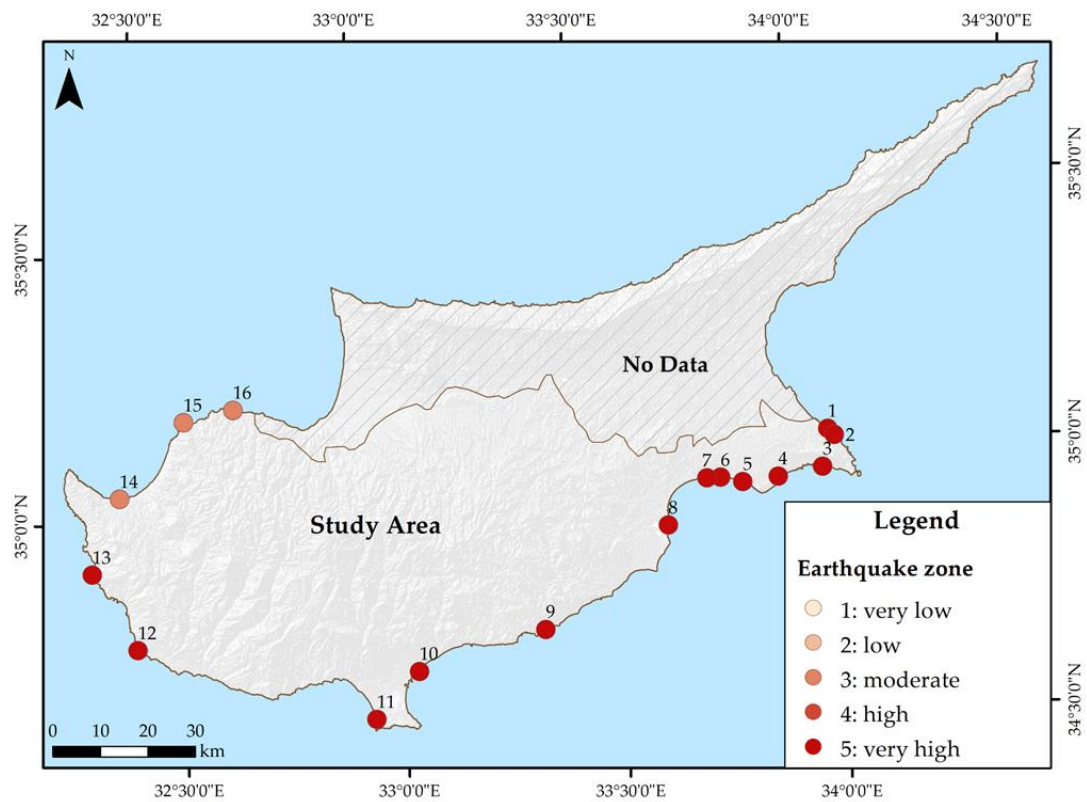 32°30'0"E 33°00'0"E 33°30'0"E 34°00'0"E 34°30'0"E
N
35°30'0"N
35°30'0"N
No Data
16
15
1
2
35°0'0"N
3
7 6 5 4
14
Study Area
8
35°0'0"N
13
9
12
10
11
34°30'0"N
0 10 20 30
km
Legend
Earthquake zone
1: very low
2: low
3: moderate
4: high
5: very high
32°30'0"E 33°0'0"E 33°30'0"E 34°0'0"E